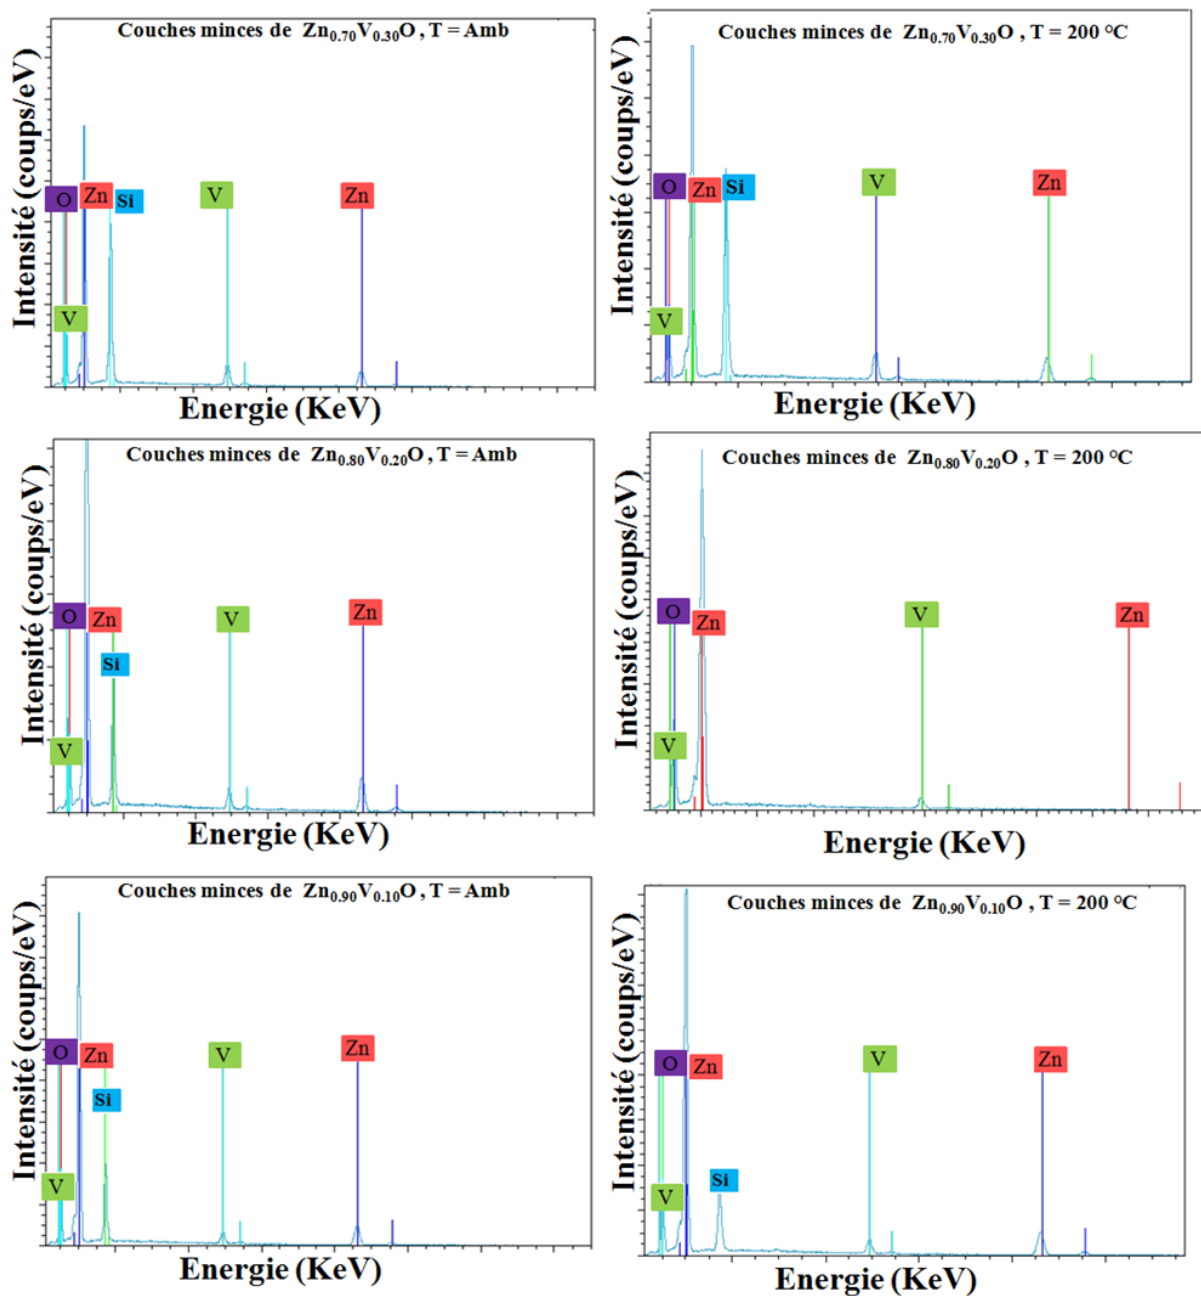 Couches minces de Zn0.70V0.30O , T = Amb
Intensité (coups/eV)
O
Zn
Si
V
Zn
V
Energie (KeV)
Couches minces de Zn0.70V0.30O , T = 200 °C
Intensité (coups/eV)
O
Zn
Si
V
Zn
V
Energie (KeV)
Couches minces de Zn0.80V0.20O , T = Amb
Intensité (coups/eV)
O
Zn
Si
V
Zn
V
Energie (KeV)
Couches minces de Zn0.80V0.20O , T = 200 °C
Intensité (coups/eV)
O
Zn
V
Zn
V
Energie (KeV)
Couches minces de Zn0.90V0.10O , T = Amb
Intensité (coups/eV)
O
Zn
Si
V
Zn
V
Energie (KeV)
Couches minces de Zn0.90V0.10O , T = 200 °C
Intensité (coups/eV)
O
Zn
V
Zn
V
Si
Energie (KeV)